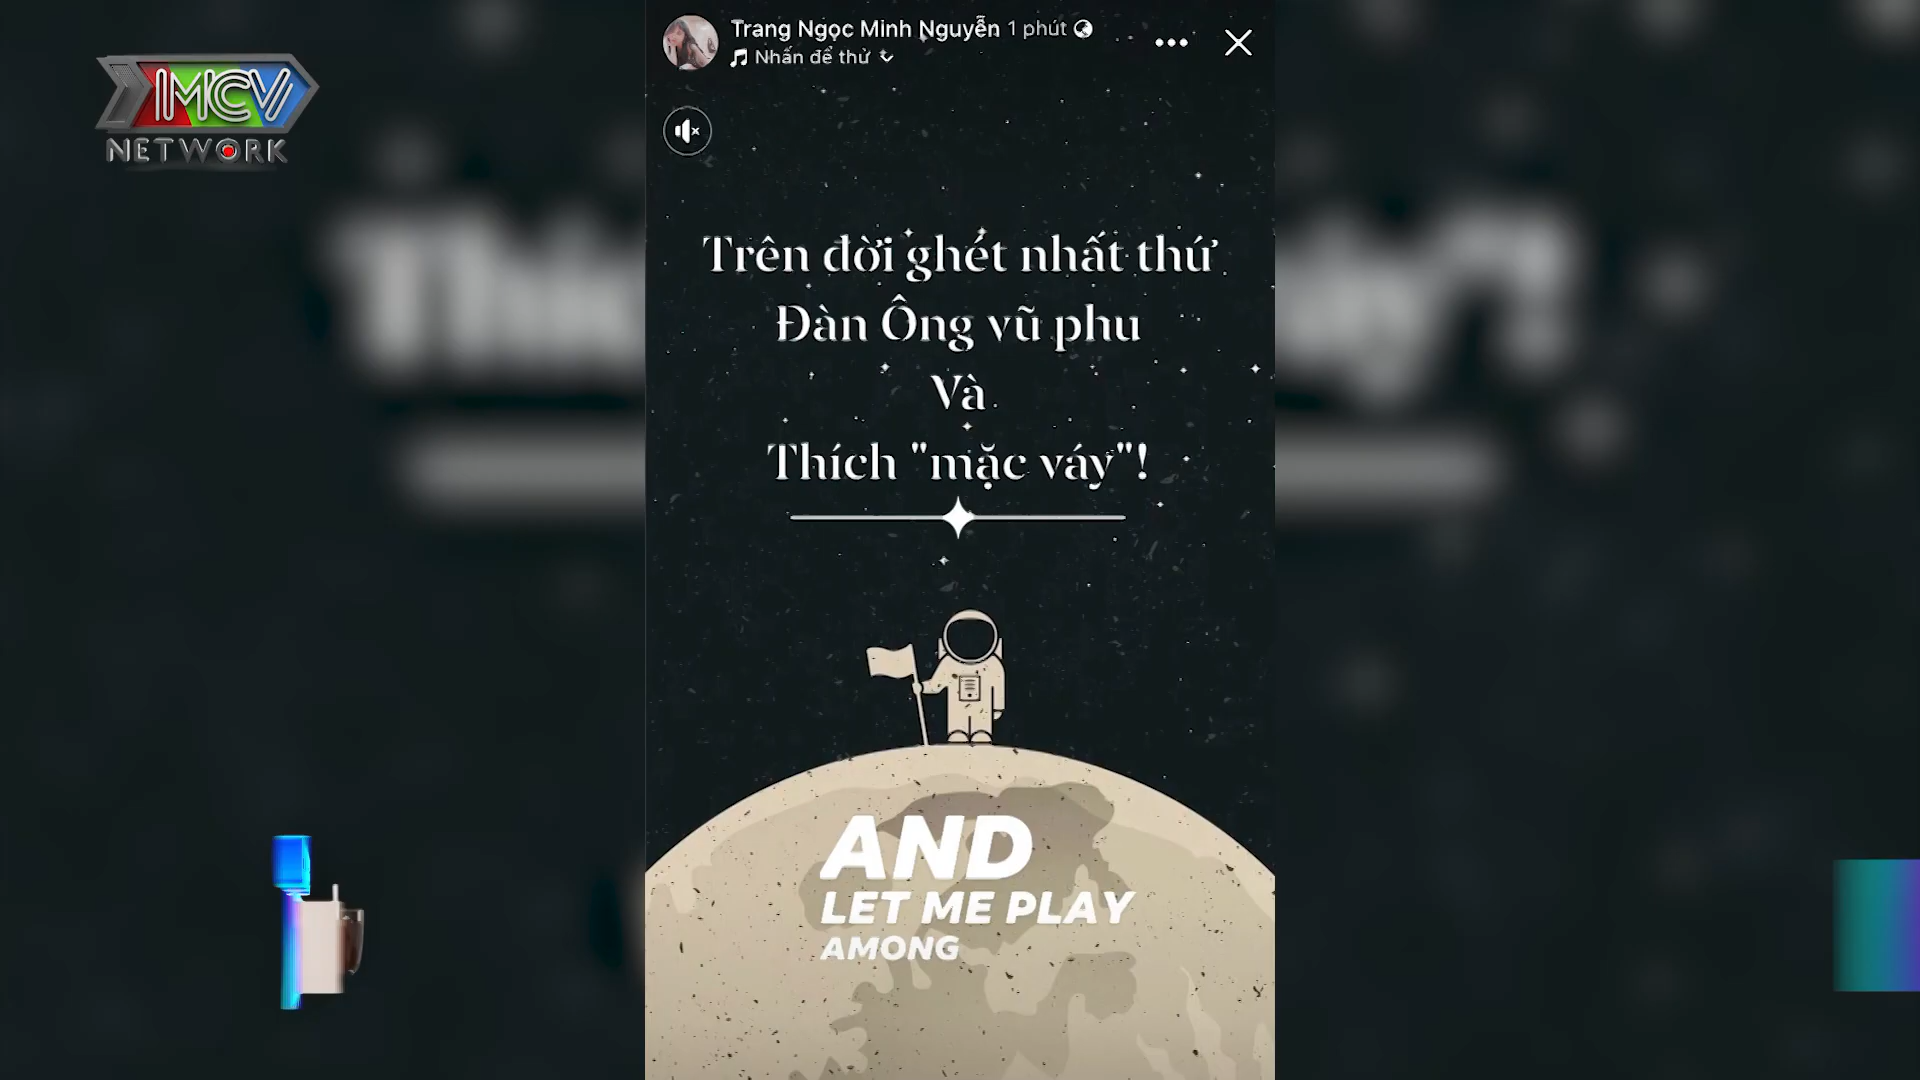 MCV
NETWORK
Trang Ngọc Minh Nguyễn 1 phút
Nhấn để thử
Trên đời ghét nhất thứ
Đàn Ông vũ phu
Và
Thích "mặc váy"!
AND
LET ME PLAY
AMONG